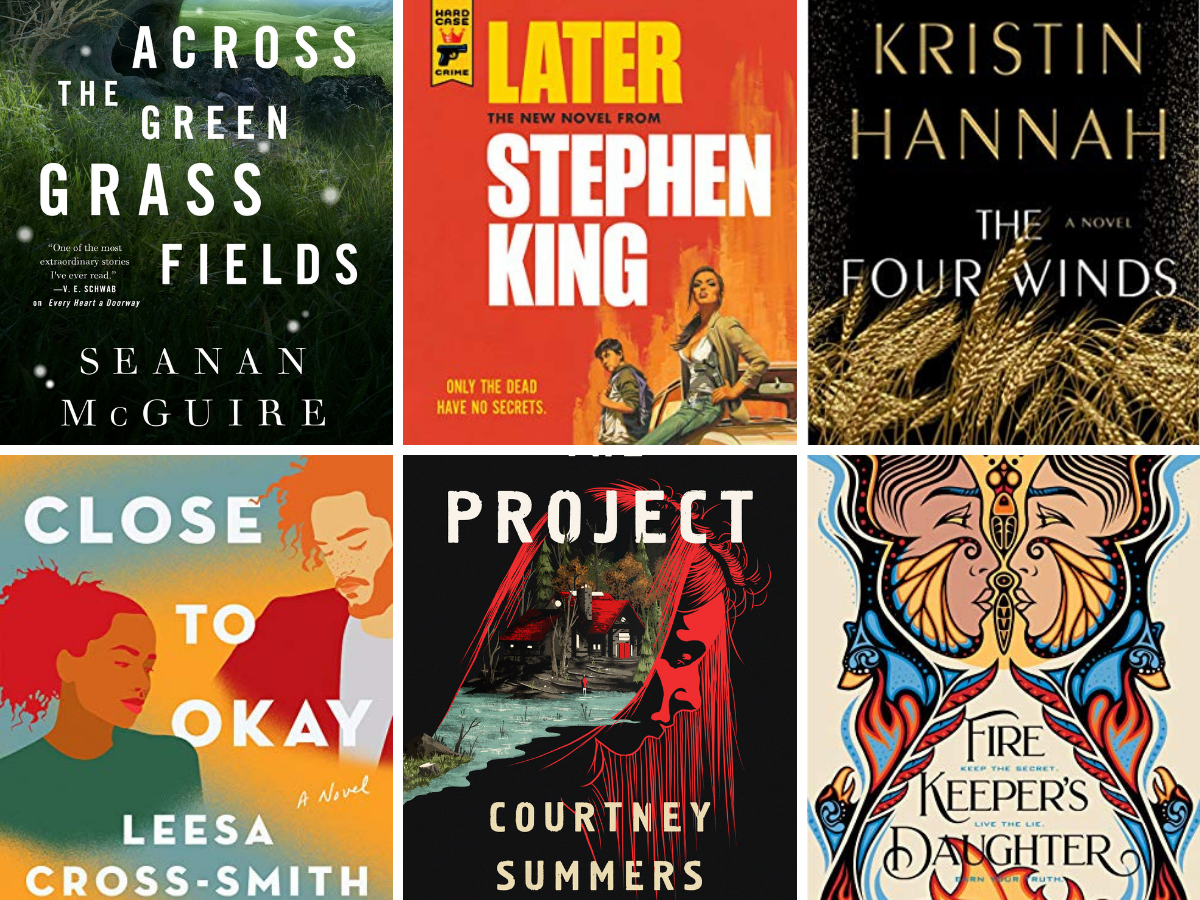 ACROSS
THE
GREEN
GRASS
FIELDS
"One of the most
extraordinary stories
I've ever read."
—V. E. SCHWAB
on Every Heart a Doorway
SEANAN
McGUIRE
HARD
CASE
CRIME
LATER
THE NEW NOVEL FROM
STEPHEN
KING
ONLY THE DEAD
HAVE NO SECRETS.
KRISTIN
HANNAH
THE
A NOVEL
FOUR WINDS
CLOSE
TO
OKAY
A Novel
LEESA
CROSS-SMITH
PROJECT
COURTNEY
SUMMERS
FIRE
KEEP THE SECRET.
KEEPER'S
LIVE THE LIE.
DAUGHTER
BURN YOUR TRUTH.